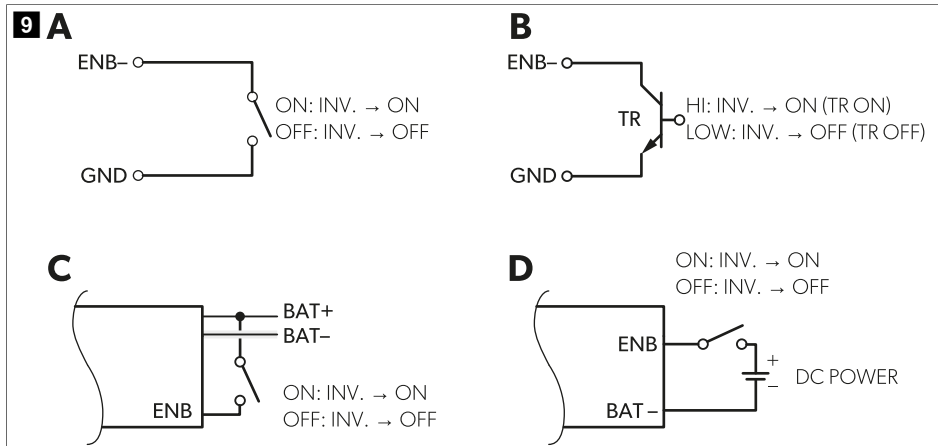 9 A
ENB–
ON: INV. → ON
OFF: INV. → OFF
GND
B
ENB–
TR
HI: INV. → ON (TR ON)
LOW: INV. → OFF (TR OFF)
GND
C
BAT+
BAT–
ENB
ON: INV. → ON
OFF: INV. → OFF
D
ON: INV. → ON
OFF: INV. → OFF
ENB
+
–
DC POWER
BAT –